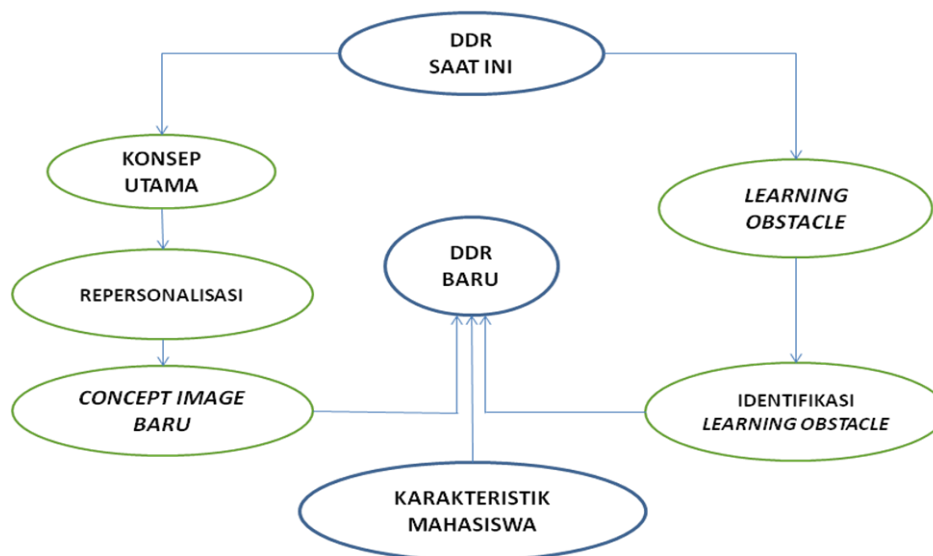 DDR
SAAT INI
KONSEP
UTAMA
LEARNING
OBSTACLE
DDR
BARU
REPERSONALISASI
CONCEPT IMAGE
BARU
IDENTIFIKASI
LEARNING OBSTACLE
KARAKTERISTIK
MAHASISWA